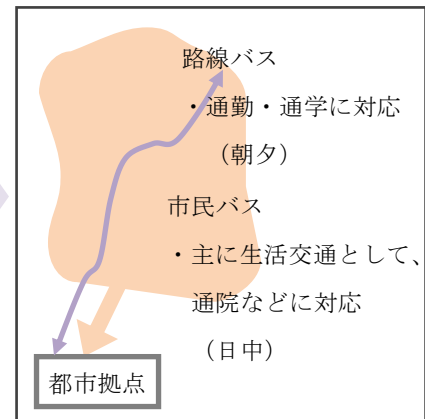 路線バス
・通勤・通学に対応
（朝夕）
市民バス
・主に生活交通として、
通院などに対応
（日中）
都市拠点